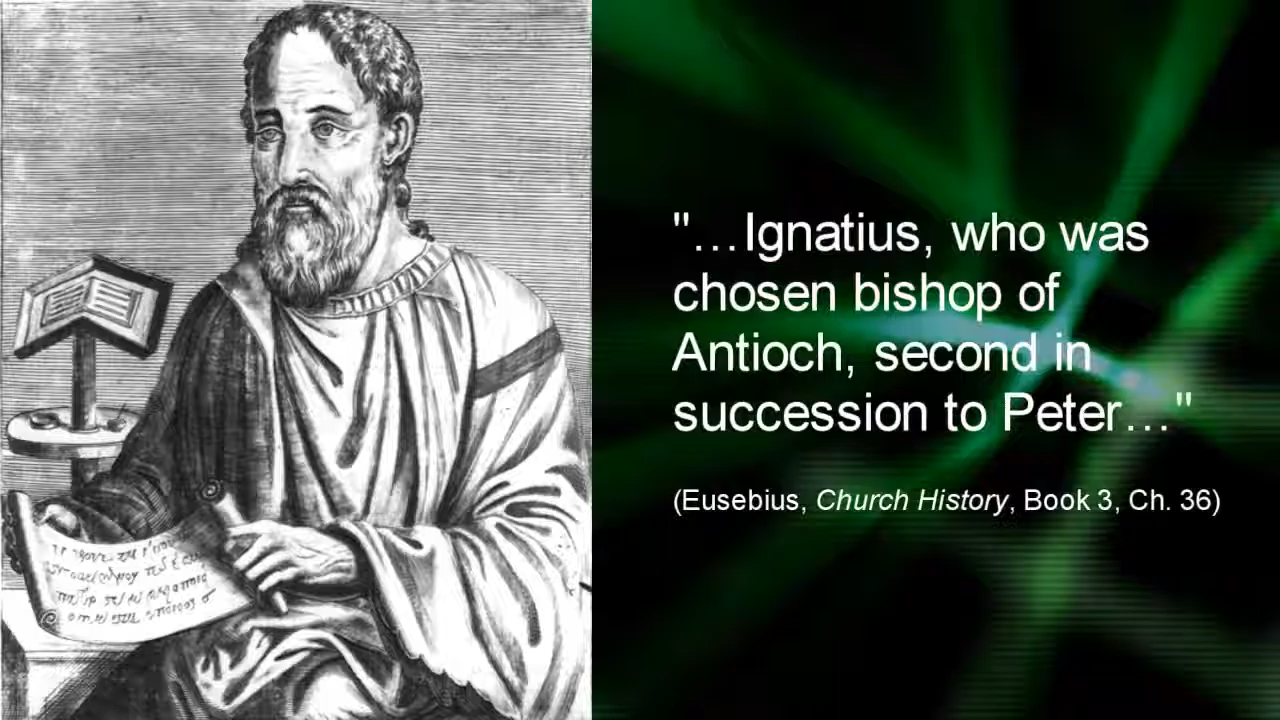 "…Ignatius, who was
chosen bishop of
Antioch, second in
succession to Peter…"
(Eusebius, Church History, Book 3, Ch. 36)